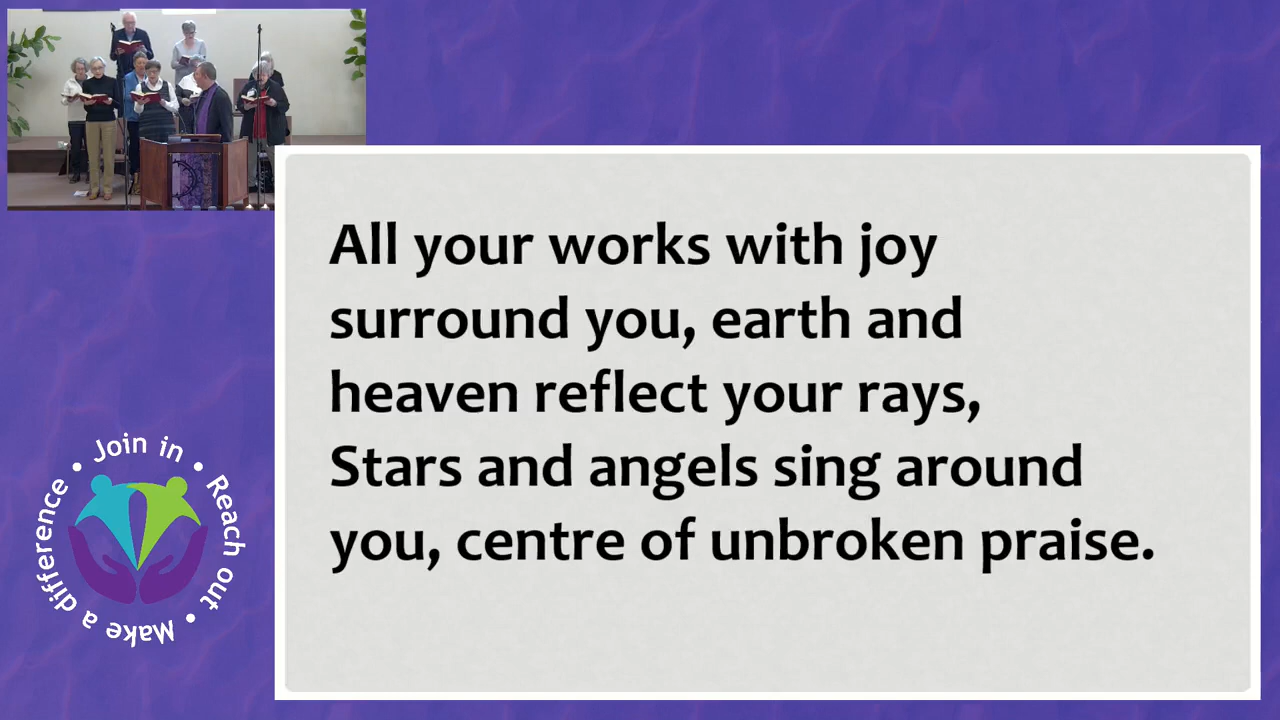 All your works with joy
surround you, earth and
heaven reflect your rays,
Stars and angels sing around
you, centre of unbroken praise.
Join in • Reach out • Make a difference •